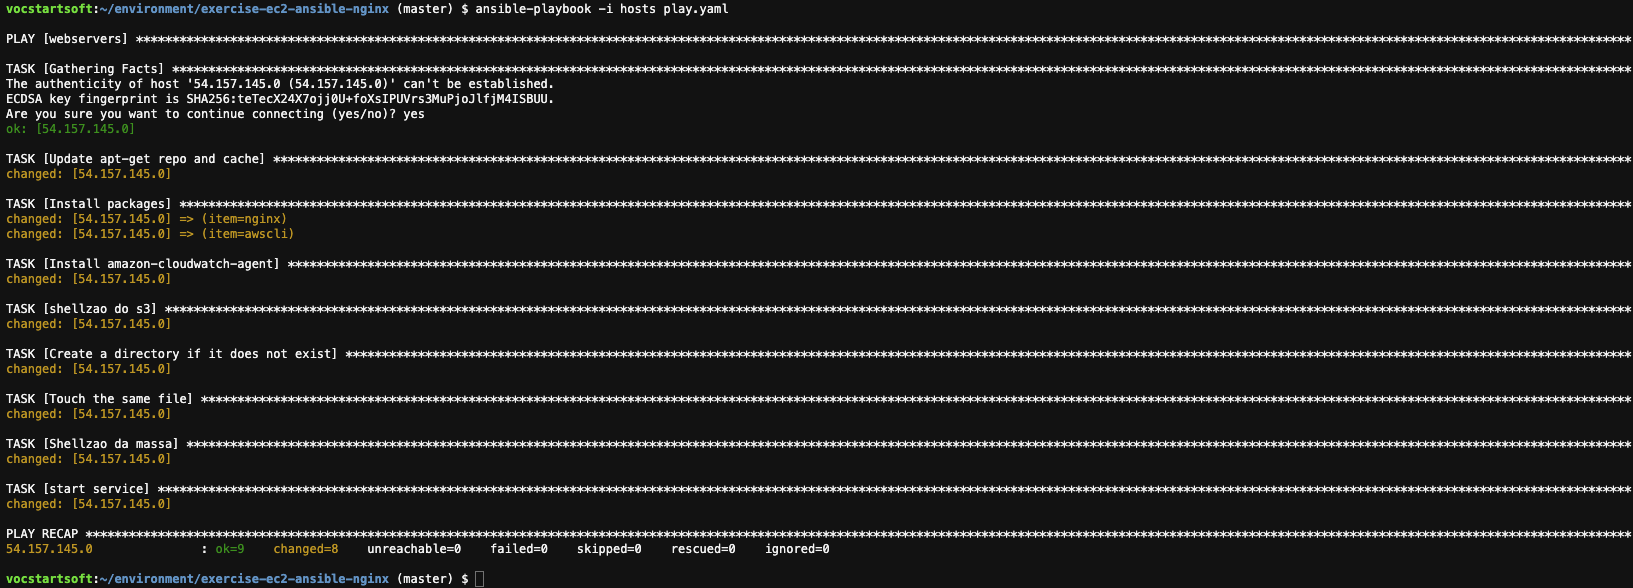 vocstartsoft:~/environment/exercise-ec2-ansible-nginx (master) $ ansible-playbook -i hosts play.yaml
PLAY [webservers] ****************************************************************
TASK [Gathering Facts] ****************************************************************
The authenticity of host '54.157.145.0 (54.157.145.0)' can't be established.
ECDSA key fingerprint is SHA256:teTecX24X7ojj0U+foXsIPUVrs3MuPjoJlfjM4ISBUU.
Are you sure you want to continue connecting (yes/no)? yes
ok: [54.157.145.0]
TASK [Update apt-get repo and cache] ****************************************************************
changed: [54.157.145.0]
TASK [Install packages] ****************************************************************
changed: [54.157.145.0] => (item=nginx)
changed: [54.157.145.0] => (item=awscli)
TASK [Install amazon-cloudwatch-agent] ****************************************************************
changed: [54.157.145.0]
TASK [shellzao do s3] ****************************************************************
changed: [54.157.145.0]
TASK [Create a directory if it does not exist] ****************************************************************
changed: [54.157.145.0]
TASK [Touch the same file] ****************************************************************
changed: [54.157.145.0]
TASK [Shellzao da massa] ****************************************************************
changed: [54.157.145.0]
TASK [start service] ****************************************************************
changed: [54.157.145.0]
PLAY RECAP ****************************************************************
54.157.145.0 : ok=9 changed=8 unreachable=0 failed=0 skipped=0 rescued=0 ignored=0
vocstartsoft:~/environment/exercise-ec2-ansible-nginx (master) $